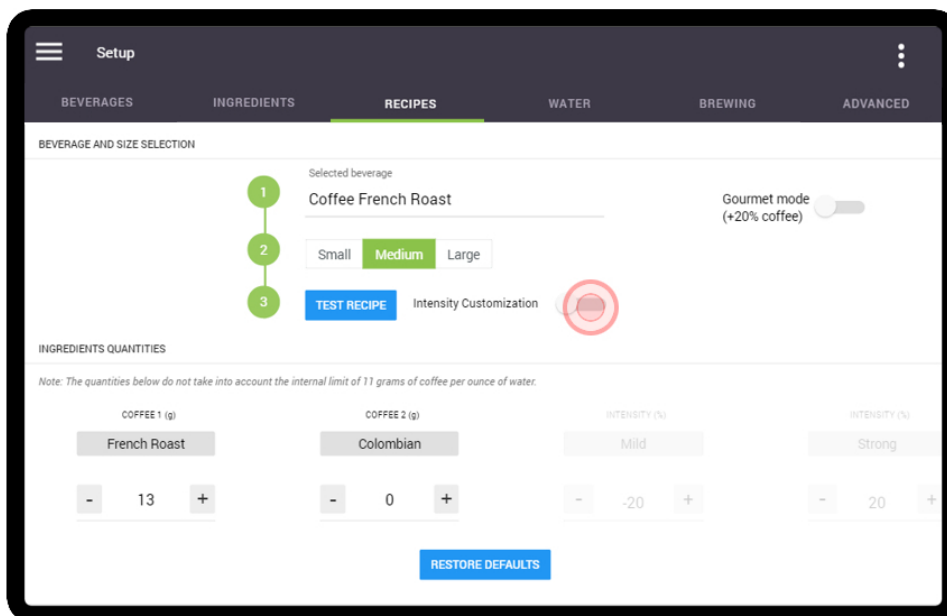 Setup
BEVERAGES INGREDIENTS RECIPES WATER BREWING ADVANCED
BEVERAGE AND SIZE SELECTION
Selected beverage
1 Coffee French Roast
Gourmet mode
(+20% coffee)
2 Small Medium Large
3 TEST RECIPE Intensity Customization
INGREDIENTS QUANTITIES
Note: The quantities below do not take into account the internal limit of 11 grams of coffee per ounce of water.
COFFEE 1 (g) COFFEE 2 (g) INTENSITY (%) INTENSITY (%)
French Roast Colombian Mild Strong
- 13 + - 0 + - -20 + - 20 +
RESTORE DEFAULTS